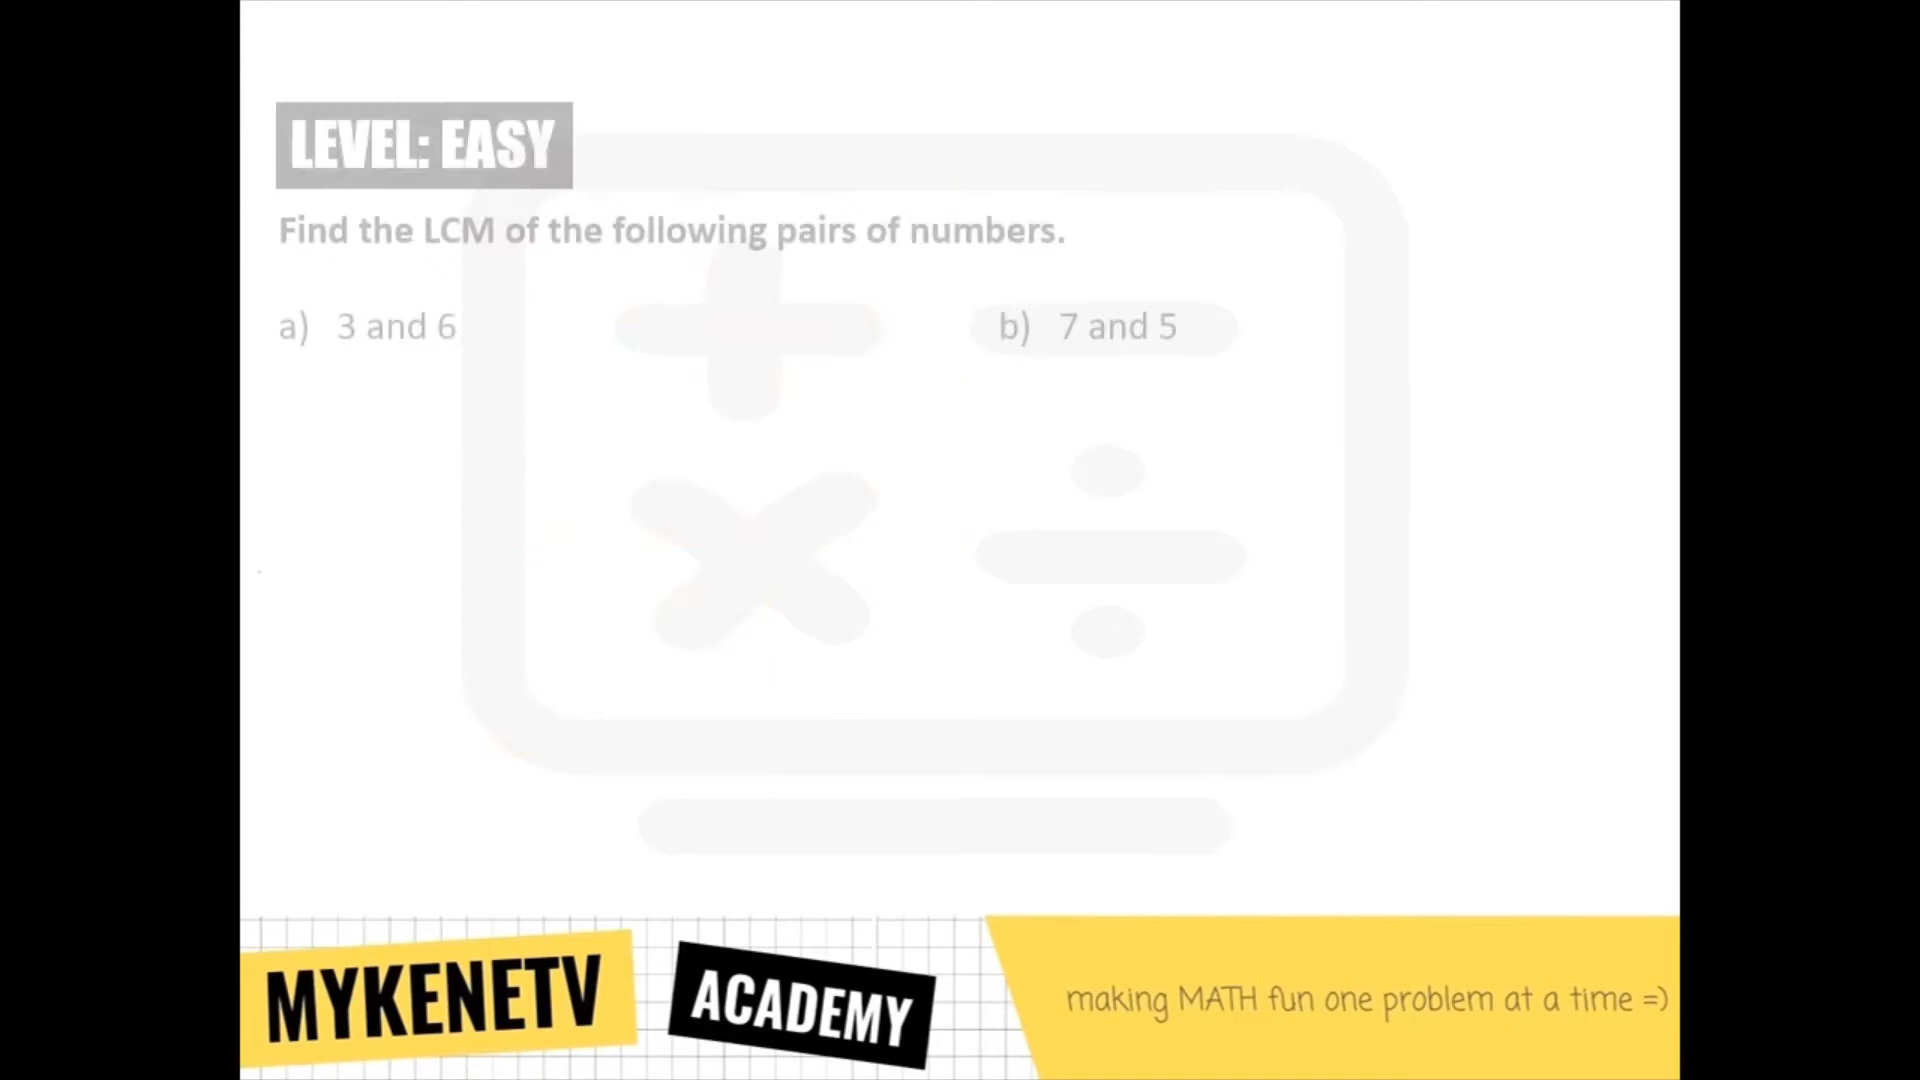 LEVEL: EASY
Find the LCM of the following pairs of numbers.
a) 3 and 6
b) 7 and 5
MYKENETV
ACADEMY
making MATH fun one problem at a time =)